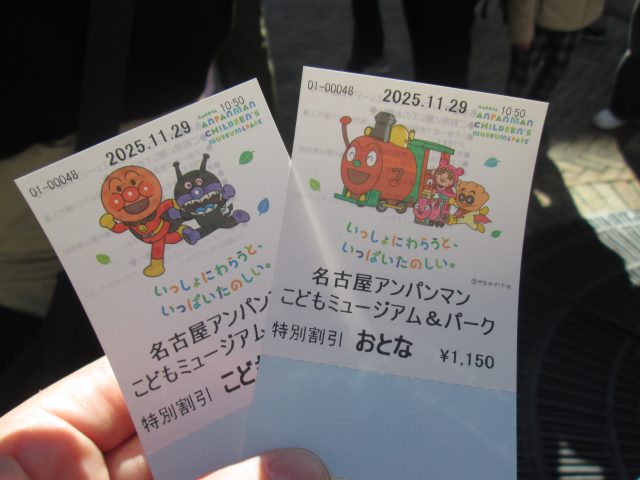 01-00048
2025.11.29
10:50
NAGOYA
ANPANMAN
CHILDREN'S
MUSEUM&PARK
いっしょにわらうと、
いっぱいたのしい。
名古屋アンパンマン
こどもミュージアム
特別割引 こど
01-00048
2025.11.29
10:50
NAGOYA
ANPANMAN
CHILDREN'S
MUSEUM&PARK
いっしょにわらうと、
いっぱいたのしい。
©やなせ・F・T・N
名古屋アンパンマン
こどもミュージアム&パーク
特別割引 おとな ¥1,150